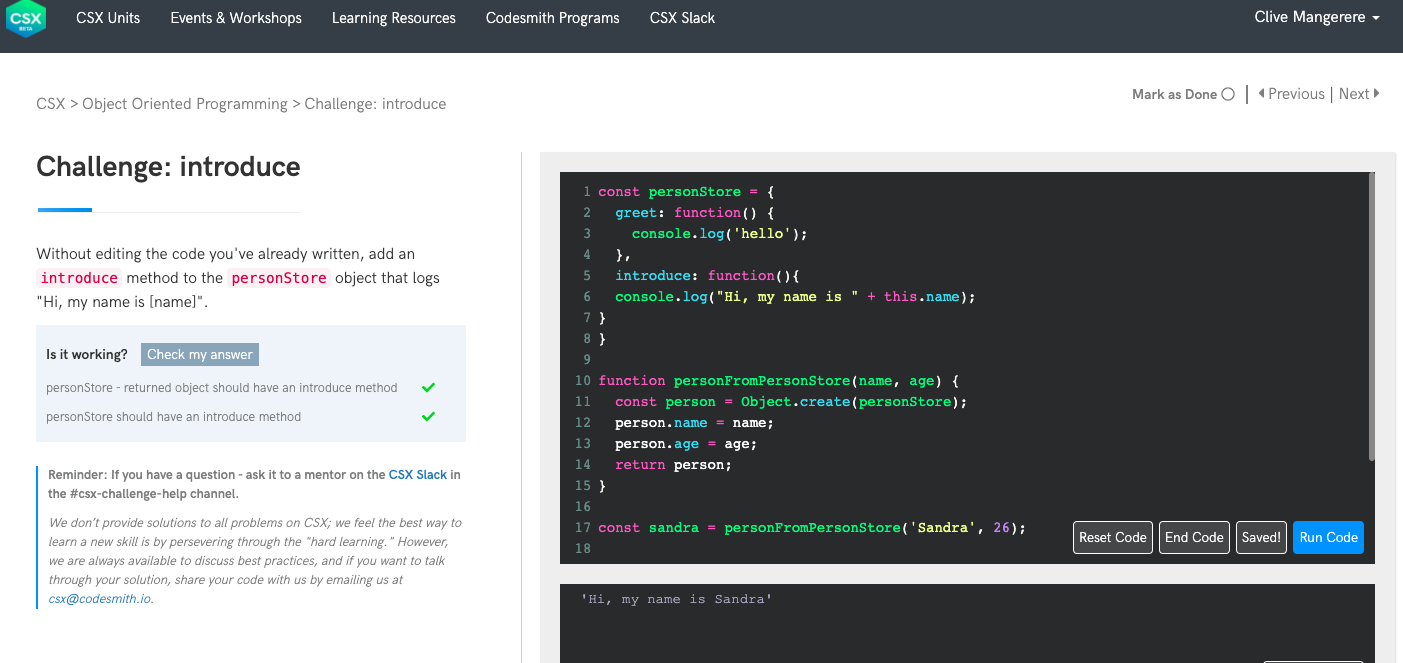 CSX
BETA
CSX Units
Events & Workshops
Learning Resources
Codesmith Programs
CSX Slack
Clive Mangerere
CSX > Object Oriented Programming > Challenge: introduce
Mark as Done
Previous | Next
Challenge: introduce
Without editing the code you've already written, add an
introduce method to the personStore object that logs
"Hi, my name is [name]".
Is it working? Check my answer
personStore - returned object should have an introduce method
personStore should have an introduce method
Reminder: If you have a question - ask it to a mentor on the CSX Slack in
the #csx-challenge-help channel.
We don’t provide solutions to all problems on CSX; we feel the best way to
learn a new skill is by persevering through the "hard learning." However,
we are always available to discuss best practices, and if you want to talk
through your solution, share your code with us by emailing us at
csx@codesmith.io.
1 const personStore = {
2   greet: function() {
3     console.log('hello');
4   },
5   introduce: function(){
6   console.log("Hi, my name is " + this.name);
7 }
8 }
9
10 function personFromPersonStore(name, age) {
11   const person = Object.create(personStore);
12   person.name = name;
13   person.age = age;
14   return person;
15 }
16
17 const sandra = personFromPersonStore('Sandra', 26);
18
Reset Code
End Code
Saved!
Run Code
'Hi, my name is Sandra'